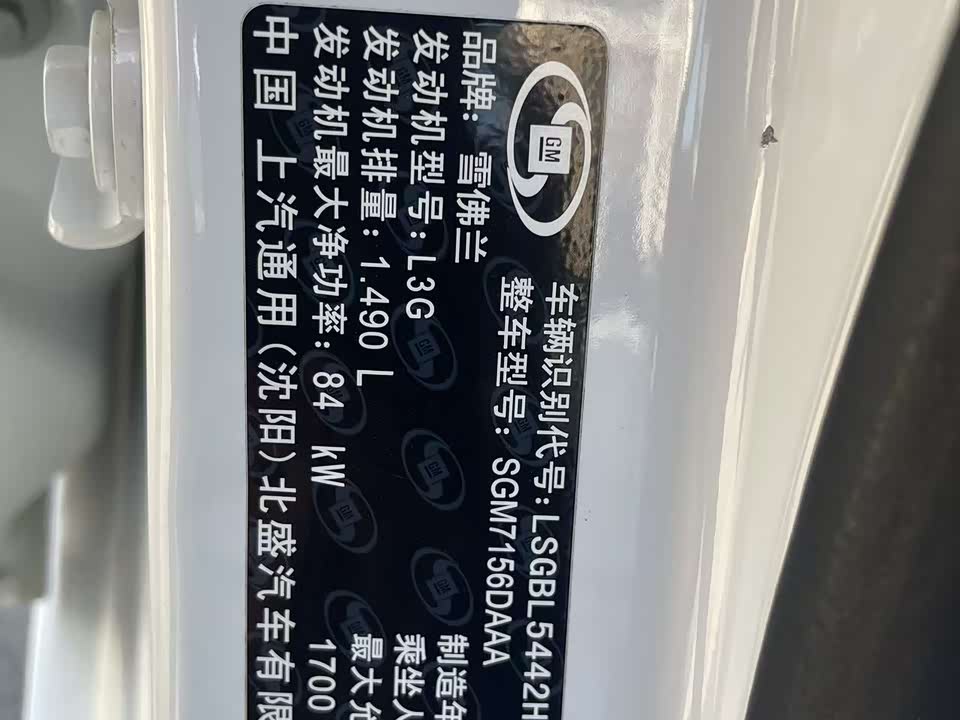 GM
车辆识别代号:LSGBL5442H
整车型号:SGM7156DAAA
品牌: 雪佛兰
制造年
发动机型号:L3G
乘坐人
发动机排量:1.490 L
最大允
发动机最大净功率:84 kW
1700
中国 上汽通用(沈阳)北盛汽车有限